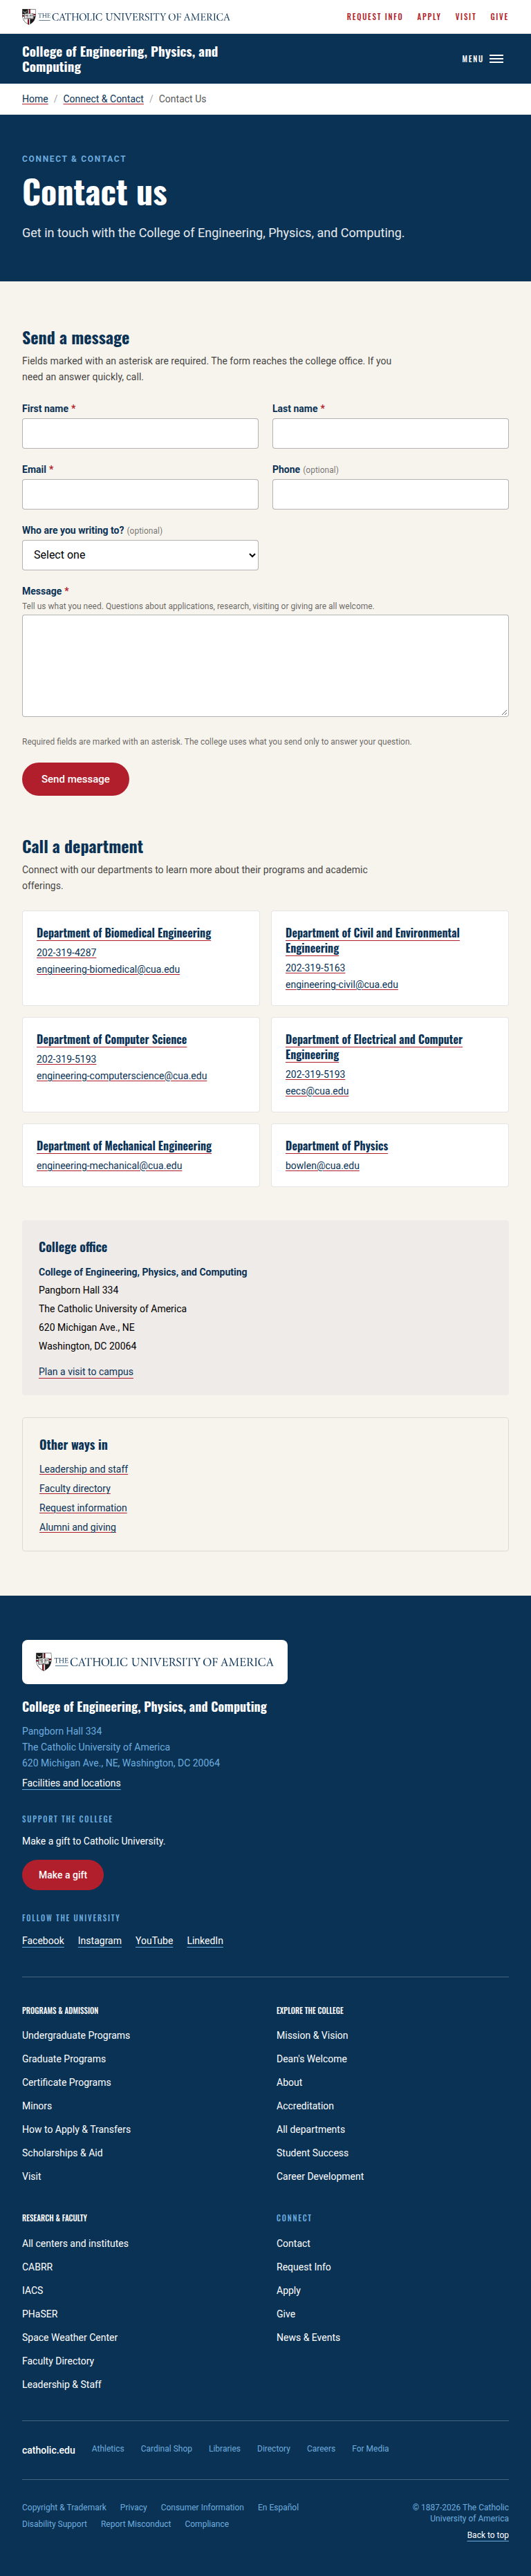 THE CATHOLIC UNIVERSITY OF AMERICA
REQUEST INFO APPLY VISIT GIVE
College of Engineering, Physics, and
Computing
MENU
Home / Connect & Contact / Contact Us
CONNECT & CONTACT
Contact us
Get in touch with the College of Engineering, Physics, and Computing.
Send a message
Fields marked with an asterisk are required. The form reaches the college office. If you
need an answer quickly, call.
First name *
Last name *
Email *
Phone (optional)
Who are you writing to? (optional)
Select one
Message *
Tell us what you need. Questions about applications, research, visiting or giving are all welcome.
Required fields are marked with an asterisk. The college uses what you send only to answer your question.
Send message
Call a department
Connect with our departments to learn more about their programs and academic
offerings.
Department of Biomedical Engineering
202-319-4287
engineering-biomedical@cua.edu
Department of Civil and Environmental
Engineering
202-319-5163
engineering-civil@cua.edu
Department of Computer Science
202-319-5193
engineering-computerscience@cua.edu
Department of Electrical and Computer
Engineering
202-319-5193
eecs@cua.edu
Department of Mechanical Engineering
engineering-mechanical@cua.edu
Department of Physics
bowlen@cua.edu
College office
College of Engineering, Physics, and Computing
Pangborn Hall 334
The Catholic University of America
620 Michigan Ave., NE
Washington, DC 20064
Plan a visit to campus
Other ways in
Leadership and staff
Faculty directory
Request information
Alumni and giving
THE CATHOLIC UNIVERSITY OF AMERICA
College of Engineering, Physics, and Computing
Pangborn Hall 334
The Catholic University of America
620 Michigan Ave., NE, Washington, DC 20064
Facilities and locations
SUPPORT THE COLLEGE
Make a gift to Catholic University.
Make a gift
FOLLOW THE UNIVERSITY
Facebook Instagram YouTube LinkedIn
PROGRAMS & ADMISSION
Undergraduate Programs
Graduate Programs
Certificate Programs
Minors
How to Apply & Transfers
Scholarships & Aid
Visit
EXPLORE THE COLLEGE
Mission & Vision
Dean's Welcome
About
Accreditation
All departments
Student Success
Career Development
RESEARCH & FACULTY
All centers and institutes
CABRR
IACS
PHaSER
Space Weather Center
Faculty Directory
Leadership & Staff
CONNECT
Contact
Request Info
Apply
Give
News & Events
catholic.edu Athletics Cardinal Shop Libraries Directory Careers For Media
Copyright & Trademark Privacy Consumer Information En Español
Disability Support Report Misconduct Compliance
© 1887-2026 The Catholic
University of America
Back to top